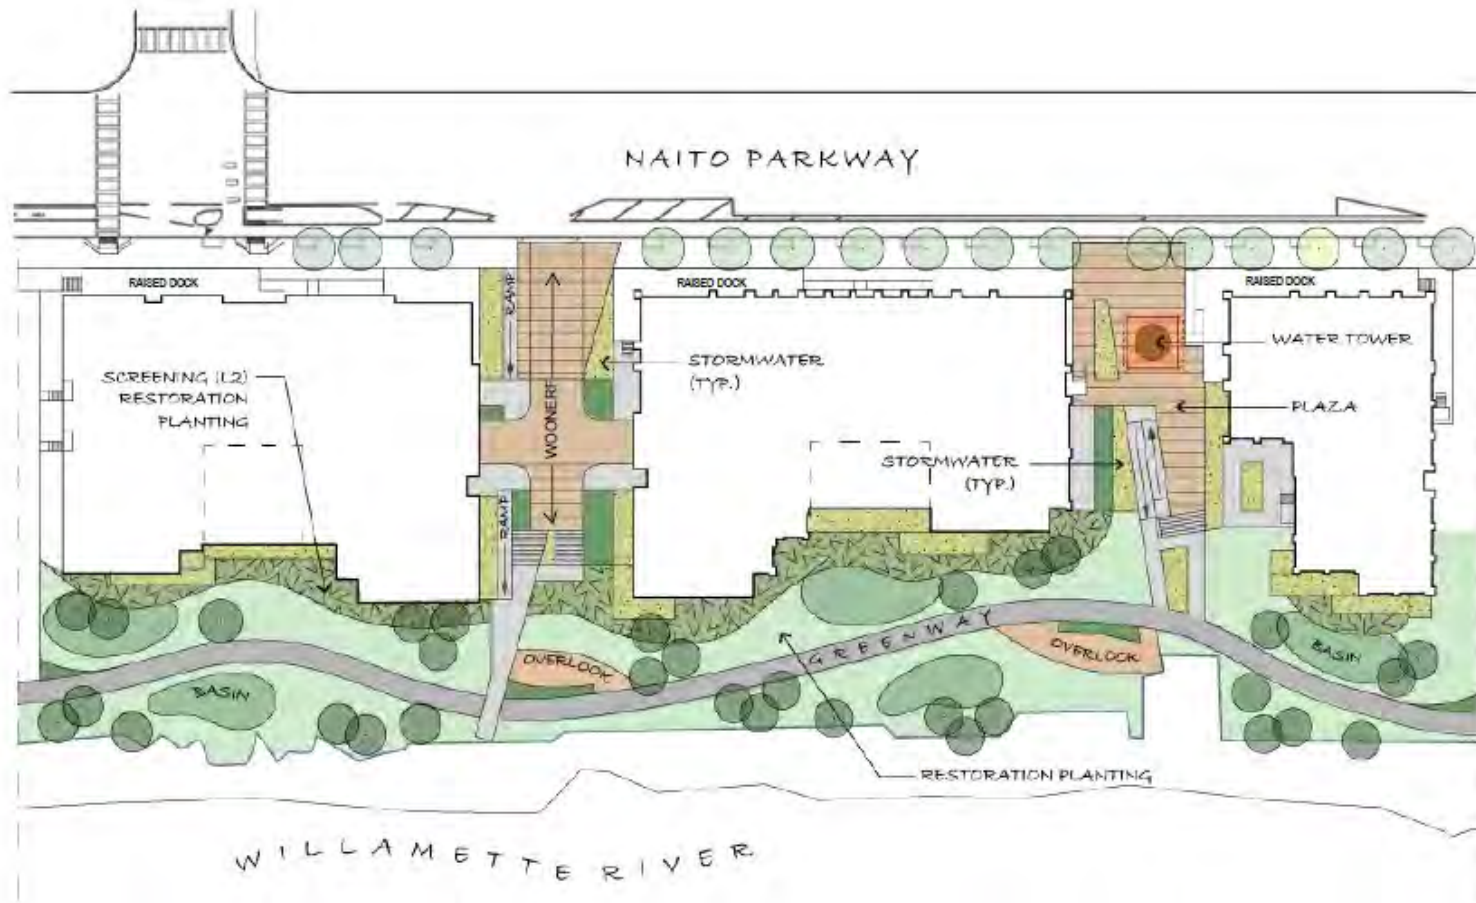 NAITO PARKWAY
RAISED DOCK
RAMP
RAISED DOCK
RAISED DOCK
WATER TOWER
STORMWATER
(TYP.)
SCREENING (L2)
RESTORATION
PLANTING
WOONERF
PLAZA
STORMWATER
(TYP.)
RAMP
GREENWAY
OVERLOOK
OVERLOOK
BASIN
BASIN
RESTORATION PLANTING
WILLAMETTE RIVER